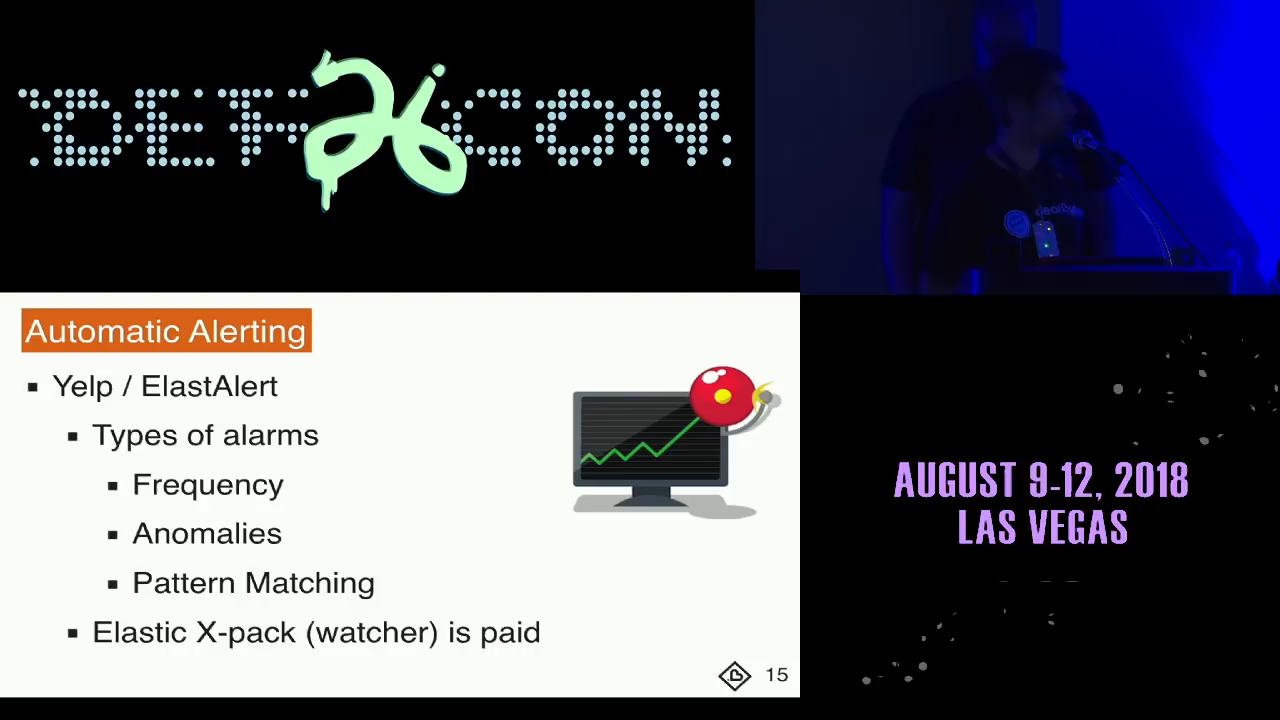 DEF 26 CON
Automatic Alerting
Yelp / ElastAlert
Types of alarms
Frequency
Anomalies
Pattern Matching
Elastic X-pack (watcher) is paid
15
AUGUST 9-12, 2018
LAS VEGAS